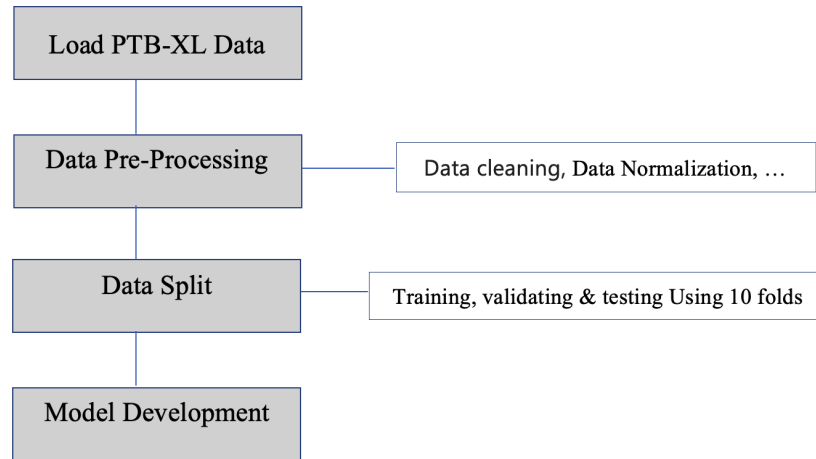 Load PTB-XL Data
Data Pre-Processing
Data cleaning, Data Normalization, …
Data Split
Training, validating & testing Using 10 folds
Model Development